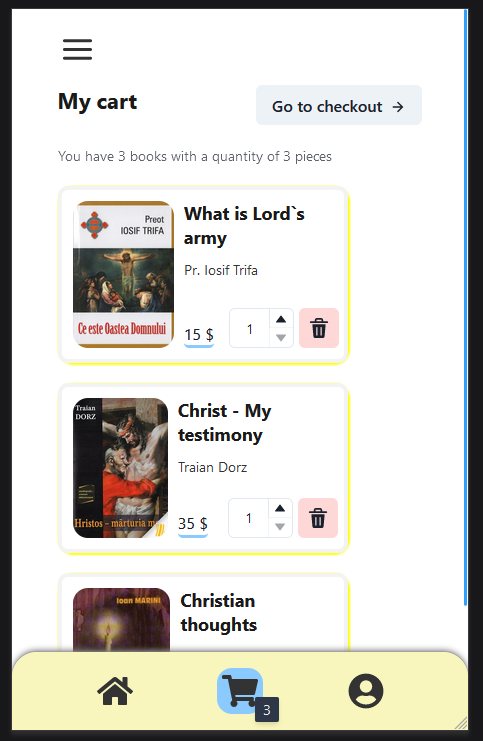 My cart
Go to checkout →
You have 3 books with a quantity of 3 pieces
Preot
IOSIF TRIFA
Ce este Oastea Domnului
What is Lord`s
army
Pr. Iosif Trifa
15 $
1
Traian
DORZ
Hristos - mărturia
Christ - My
testimony
Traian Dorz
35 $
1
Ioan MARINI
Christian
thoughts
3